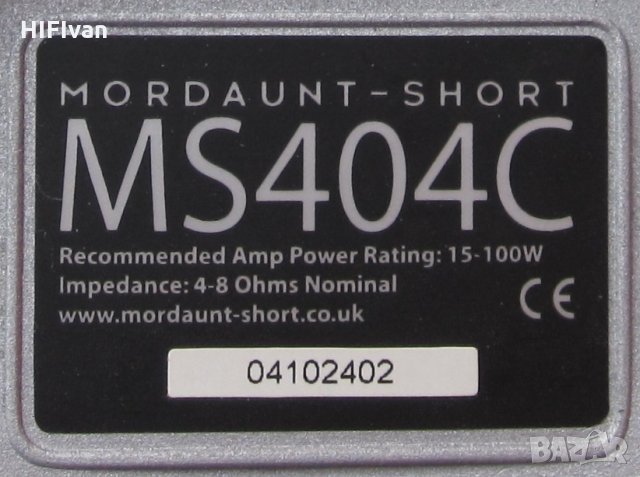 HIFIvan
MORDAUNT-SHORT
MS404C
Recommended Amp Power Rating: 15-100W
Impedance: 4-8 Ohms Nominal
www.mordaunt-short.co.uk
CE
04102402
BAZAR